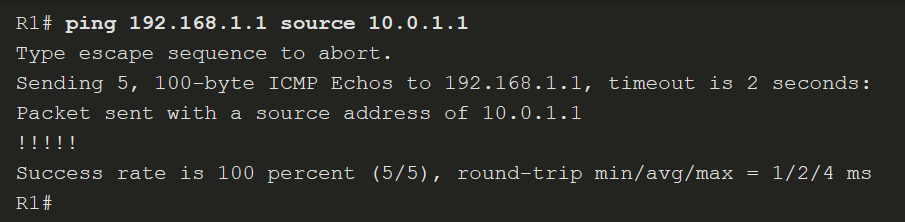 R1# ping 192.168.1.1 source 10.0.1.1
Type escape sequence to abort.
Sending 5, 100-byte ICMP Echos to 192.168.1.1, timeout is 2 seconds:
Packet sent with a source address of 10.0.1.1
!!!!!
Success rate is 100 percent (5/5), round-trip min/avg/max = 1/2/4 ms
R1#